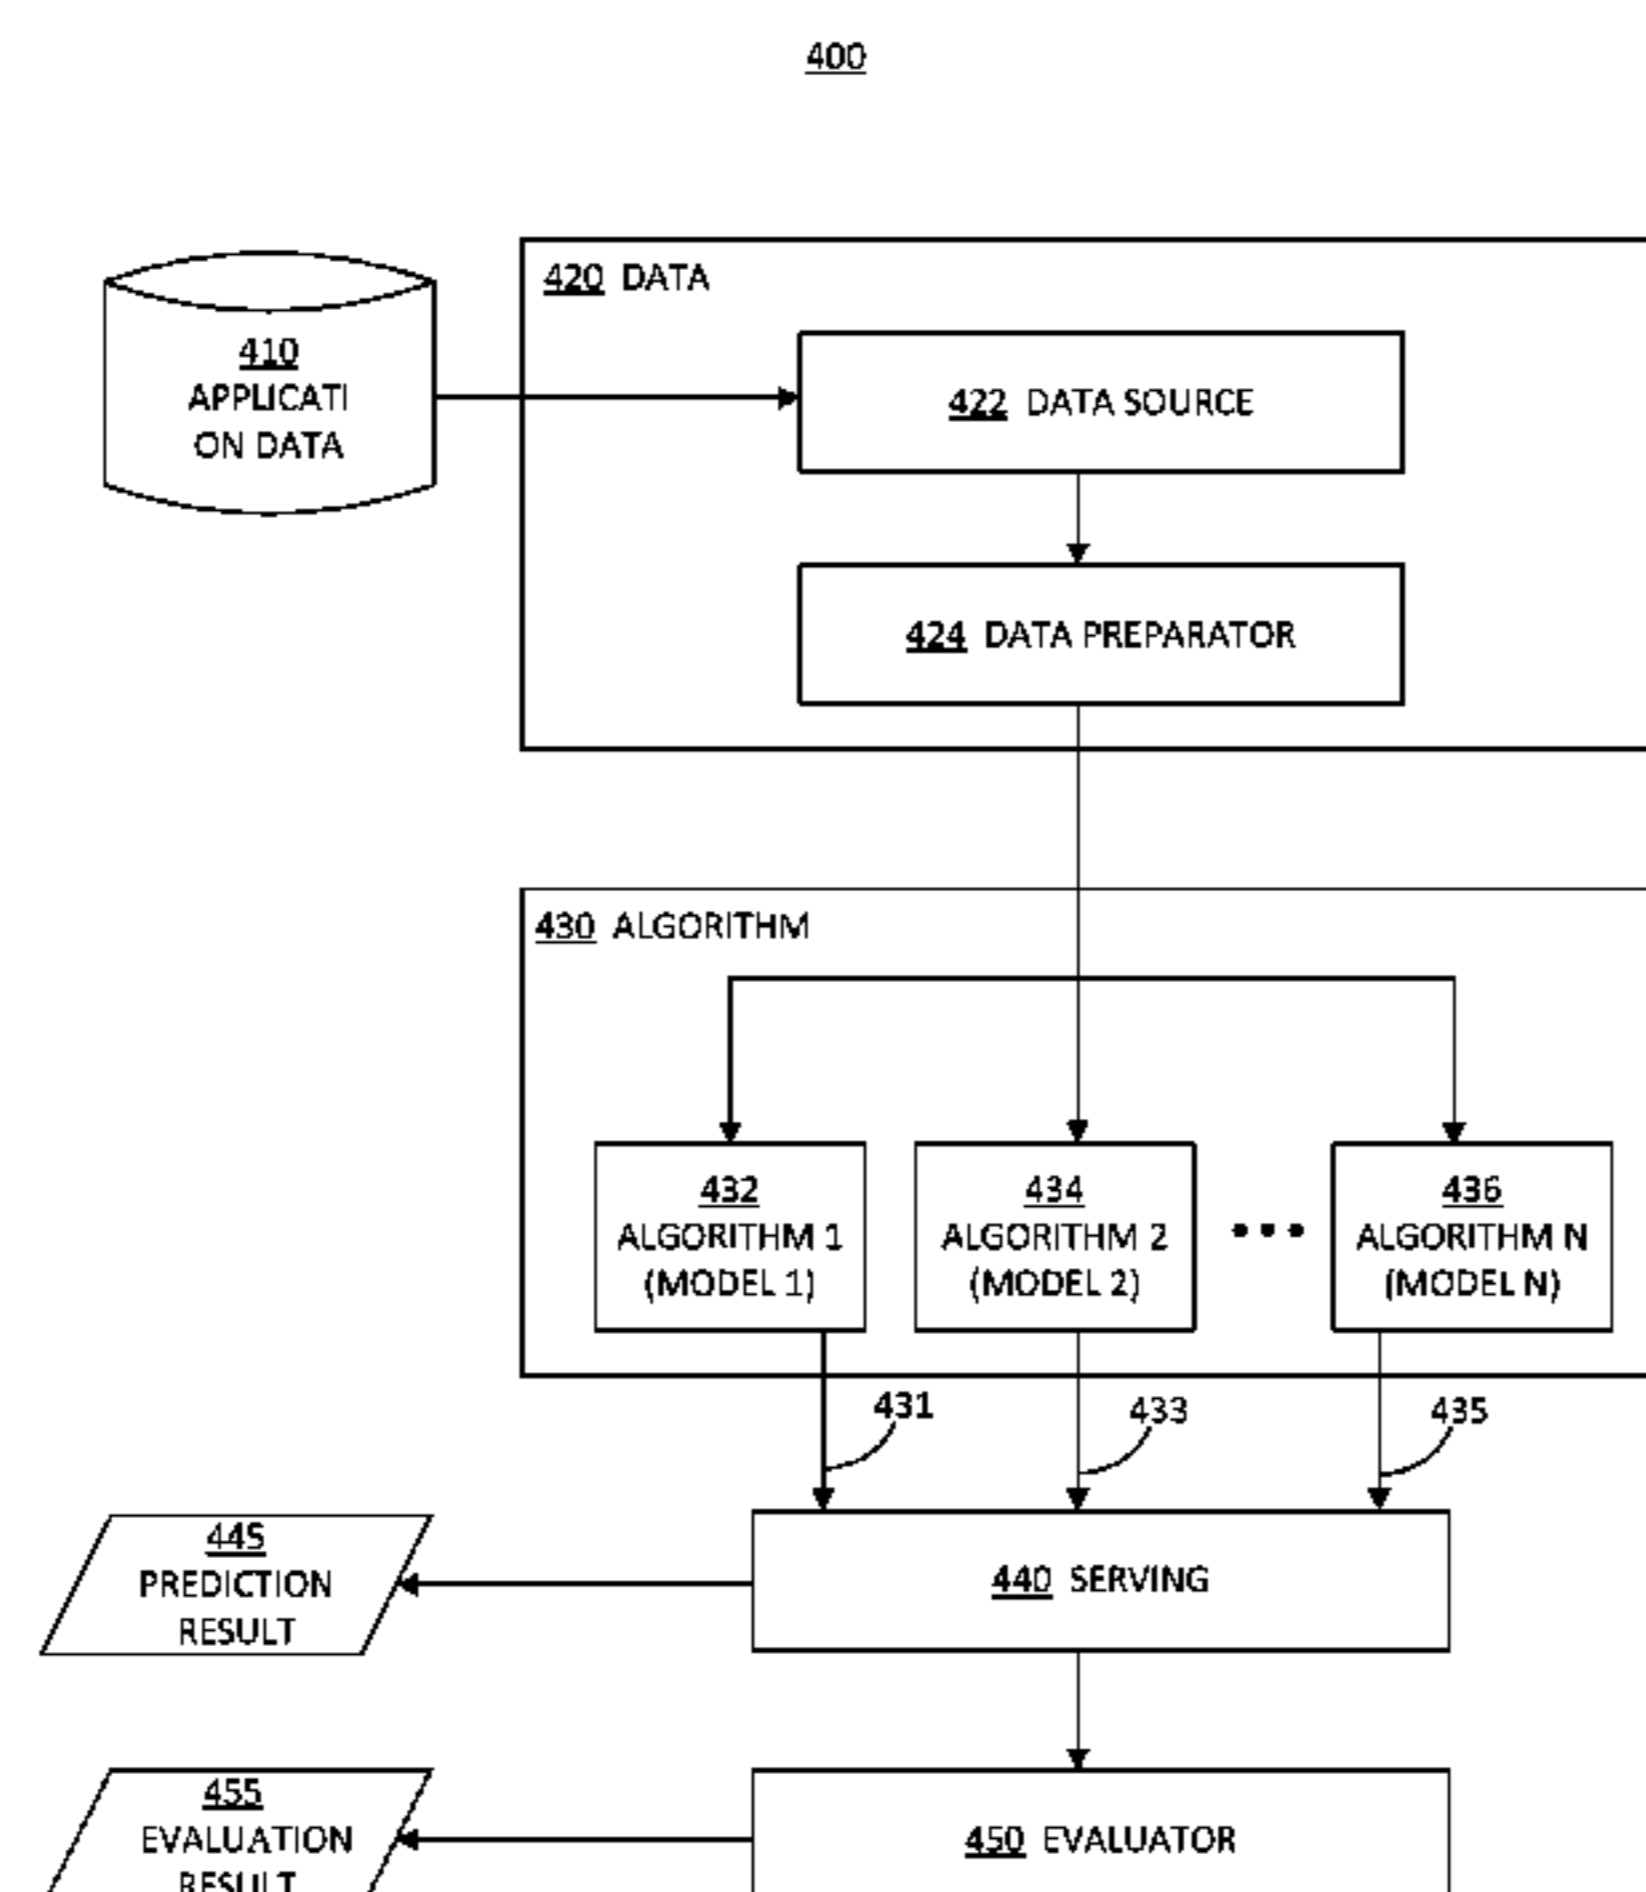 400
420 DATA
410
APPLICATI
ON DATA
422 DATA SOURCE
424 DATA PREPARATOR
430 ALGORITHM
432
ALGORITHM 1
(MODEL 1)
434
ALGORITHM 2
(MODEL 2)
436
ALGORITHM N
(MODEL N)
431
433
435
445
PREDICTION
RESULT
440 SERVING
455
EVALUATION
RESULT
450 EVALUATOR